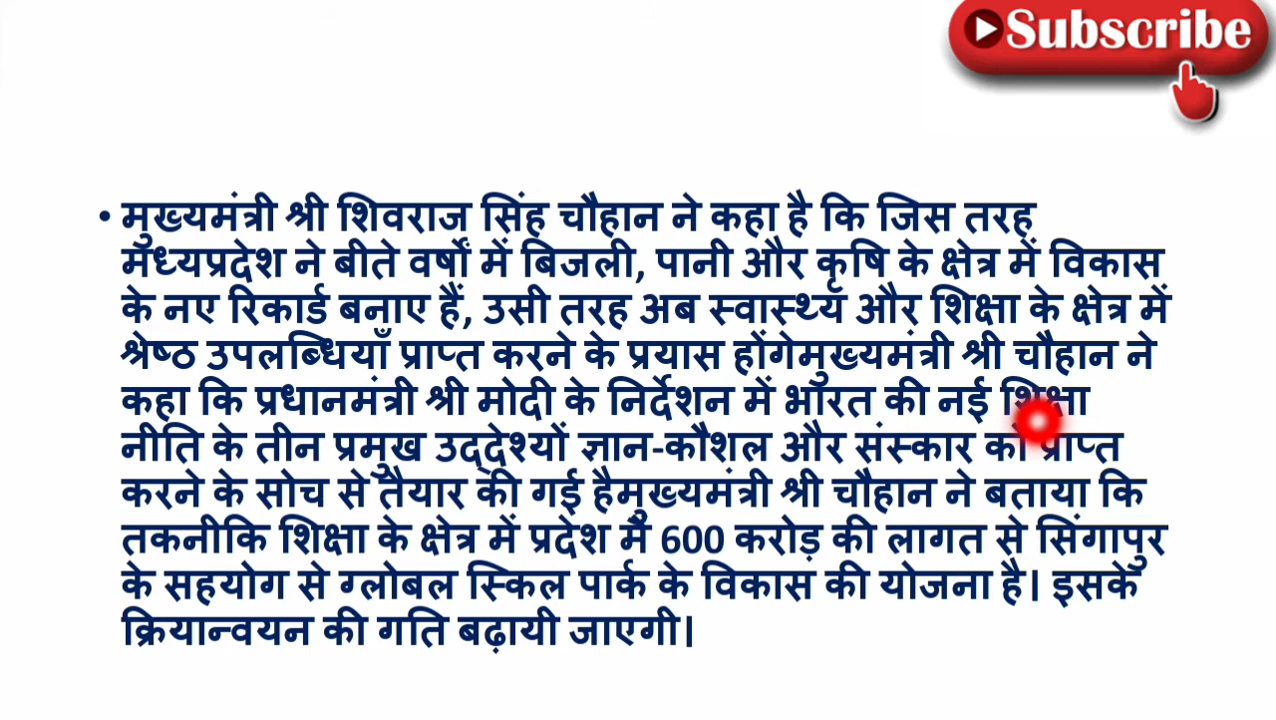 Subscribe
• मुख्यमंत्री श्री शिवराज सिंह चौहान ने कहा है कि जिस तरह
मध्यप्रदेश ने बीते वर्षों में बिजली, पानी और कृषि के क्षेत्र में विकास
के नए रिकार्ड बनाए हैं, उसी तरह अब स्वास्थ्य और शिक्षा के क्षेत्र में
श्रेष्ठ उपलब्धियाँ प्राप्त करने के प्रयास होंगेमुख्यमंत्री श्री चौहान ने
कहा कि प्रधानमंत्री श्री मोदी के निर्देशन में भारत की नई शिक्षा
नीति के तीन प्रमुख उद्देश्यों ज्ञान-कौशल और संस्कार को प्राप्त
करने के सोच से तैयार की गई हैमुख्यमंत्री श्री चौहान ने बताया कि
तकनीकि शिक्षा के क्षेत्र में प्रदेश में 600 करोड़ की लागत से सिंगापुर
के सहयोग से ग्लोबल स्किल पार्क के विकास की योजना है। इसके
क्रियान्वयन की गति बढ़ायी जाएगी।